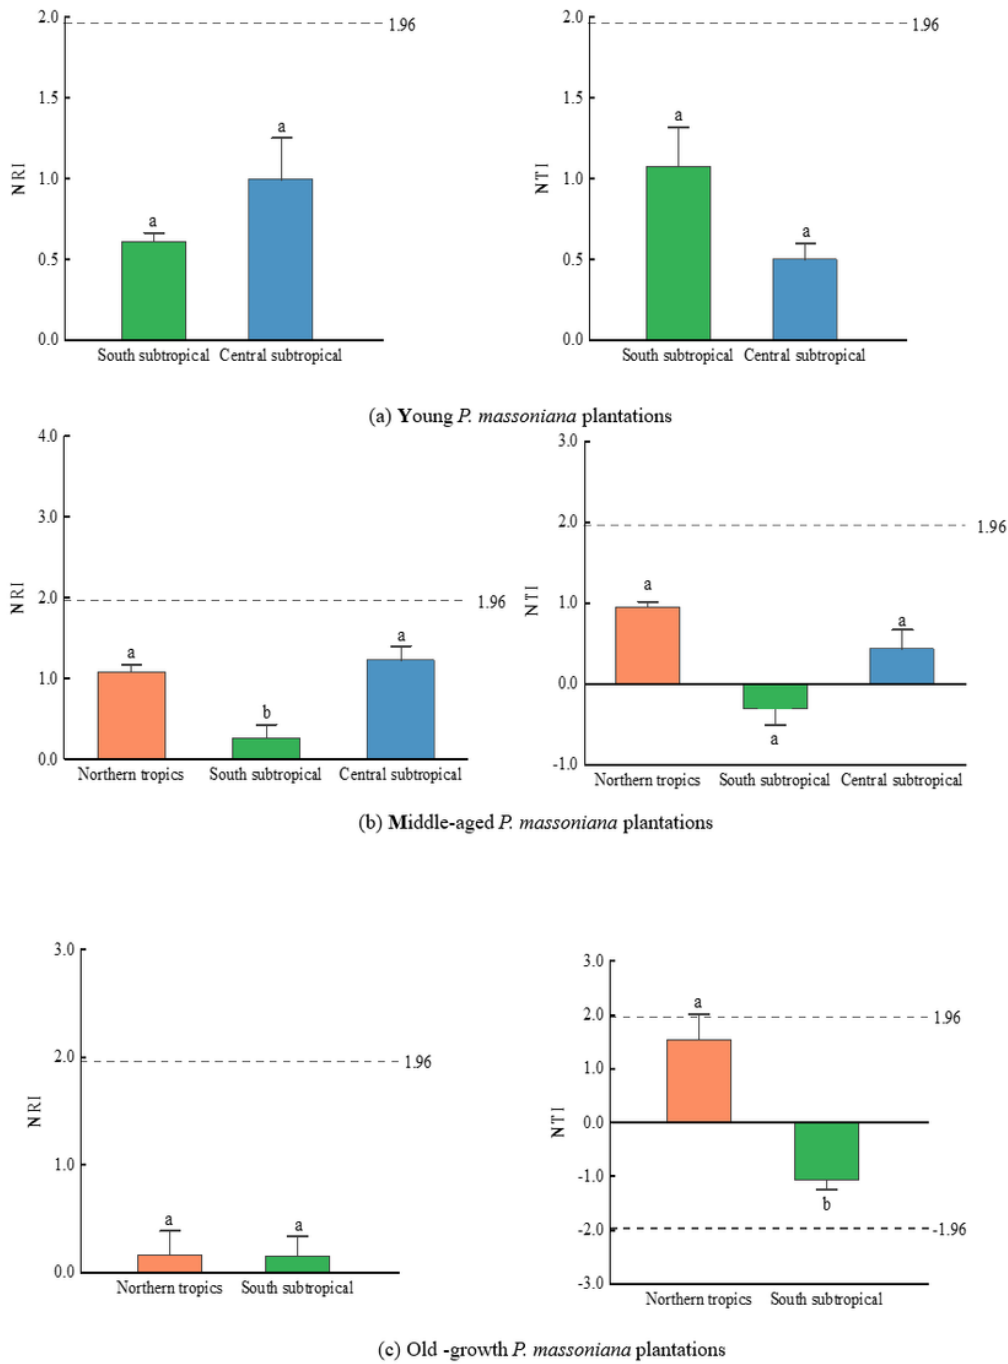 2.0
1.96
1.5
a
a
1.0
NRI
0.5
0.0
South subtropical Central subtropical
2.0
1.96
1.5
a
1.0
NTI
a
0.5
0.0
South subtropical Central subtropical
(a) Young P. massoniana plantations
4.0
3.0
NRI
2.0
1.96
a
a
1.0
b
0.0
Northern tropics South subtropical Central subtropical
3.0
2.0
1.96
NTI
a
1.0
a
0.0
a
-1.0
Northern tropics South subtropical Central subtropical
(b) Middle-aged P. massoniana plantations
3.0
2.0
1.96
NRI
1.0
a
a
0.0
Northern tropics South subtropical
3.0
a
2.0
1.96
1.0
NTI
0.0
-1.0
b
-2.0
-1.96
-3.0
Northern tropics South subtropical
(c) Old -growth P. massoniana plantations